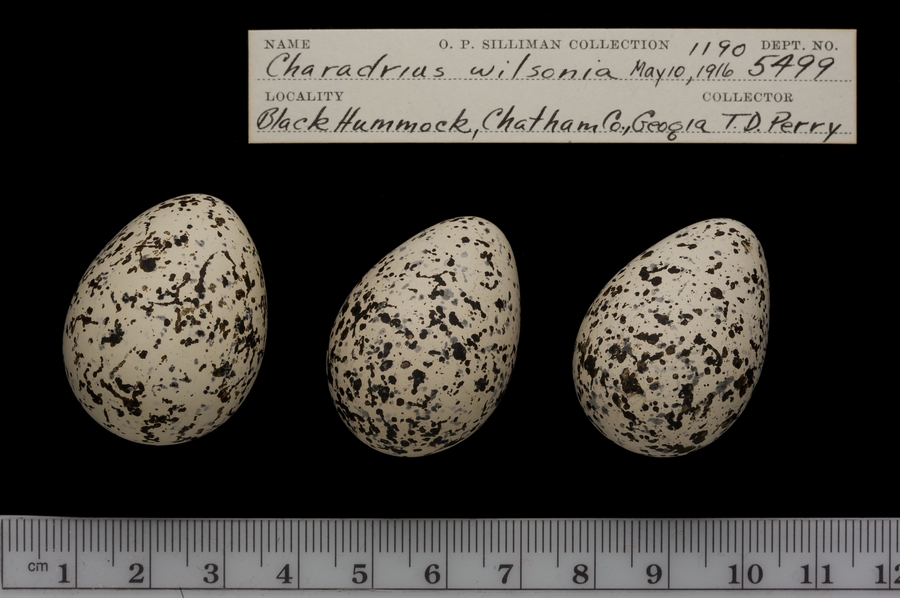 NAME O. P. SILLIMAN COLLECTION 1190 DEPT. NO.
Charadrius wilsonia May 10, 1916 5499
LOCALITY COLLECTOR
Black Hummock, Chatham Co., Geogia T. D. Perry
cm 1 2 3 4 5 6 7 8 9 10 11 12